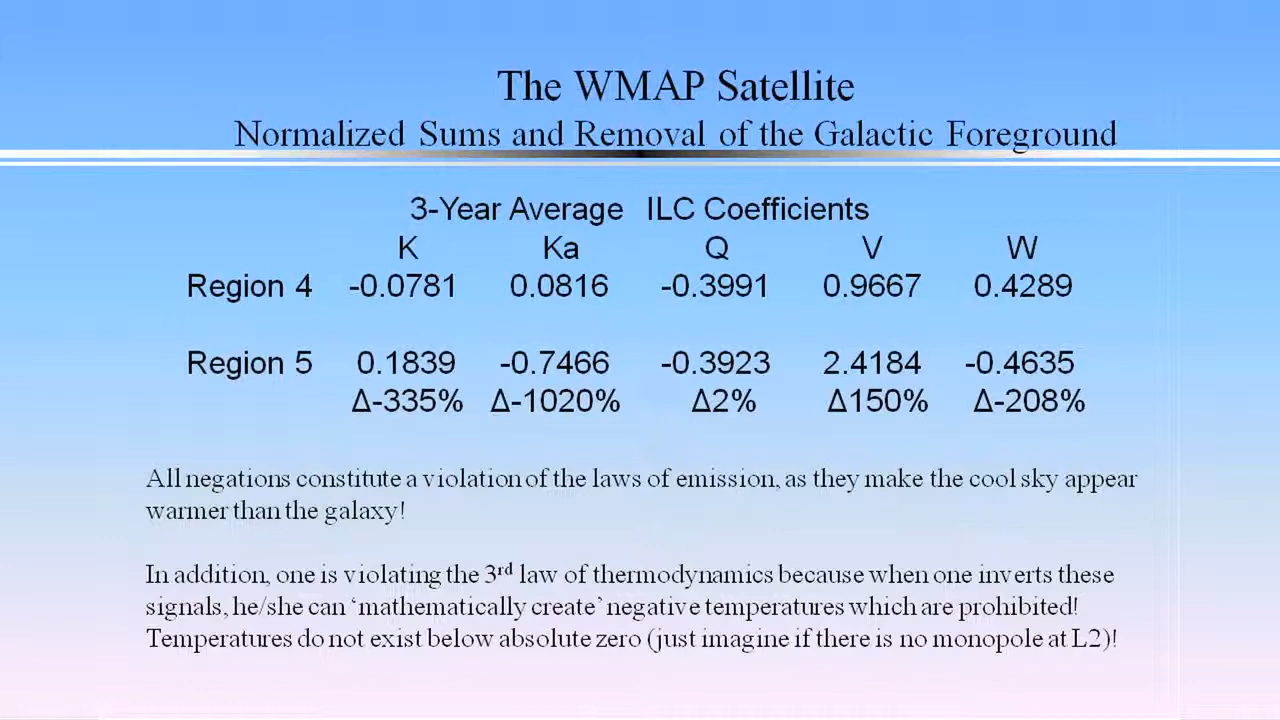 The WMAP Satellite
Normalized Sums and Removal of the Galactic Foreground
3-Year Average ILC Coefficients
K Ka Q V W
Region 4 -0.0781 0.0816 -0.3991 0.9667 0.4289
Region 5 0.1839 -0.7466 -0.3923 2.4184 -0.4635
Δ-335% Δ-1020% Δ2% Δ150% Δ-208%
All negations constitute a violation of the laws of emission, as they make the cool sky appear
warmer than the galaxy!
In addition, one is violating the 3rd law of thermodynamics because when one inverts these
signals, he/she can ‘mathematically create’ negative temperatures which are prohibited!
Temperatures do not exist below absolute zero (just imagine if there is no monopole at L2)!